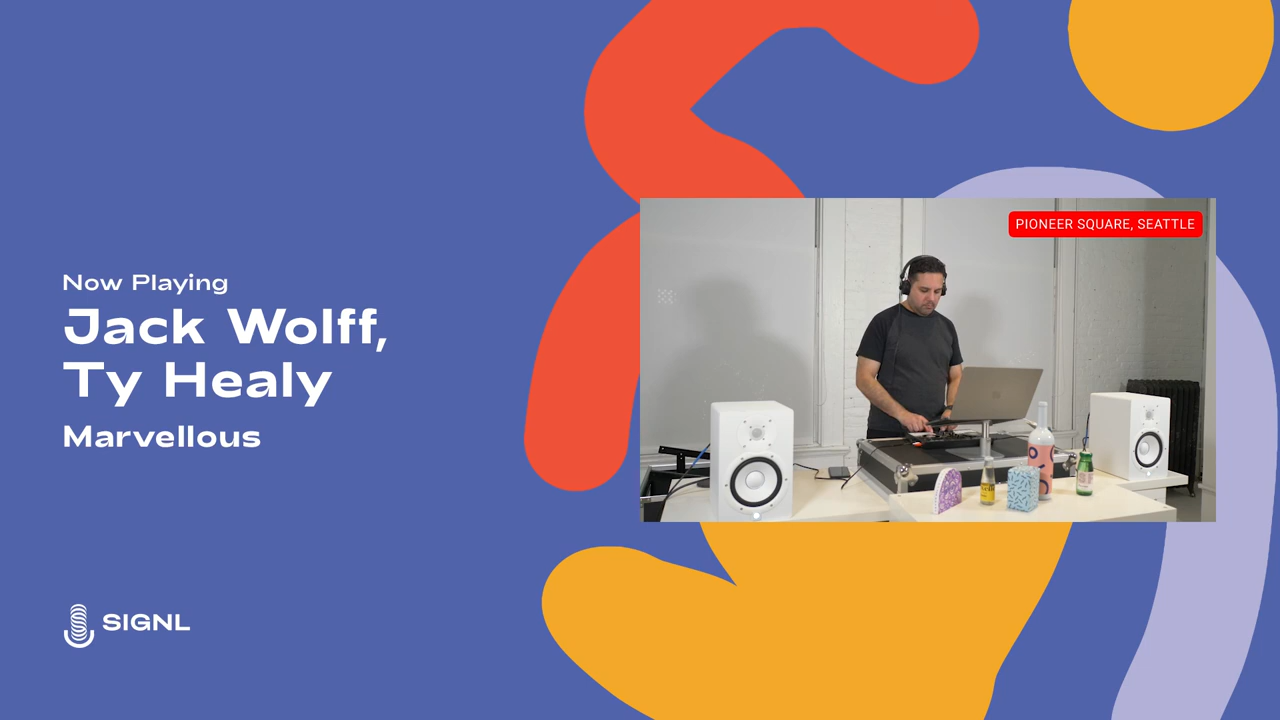 PIONEER SQUARE, SEATTLE
Now Playing
Jack Wolff,
Ty Healy
Marvellous
SIGNL